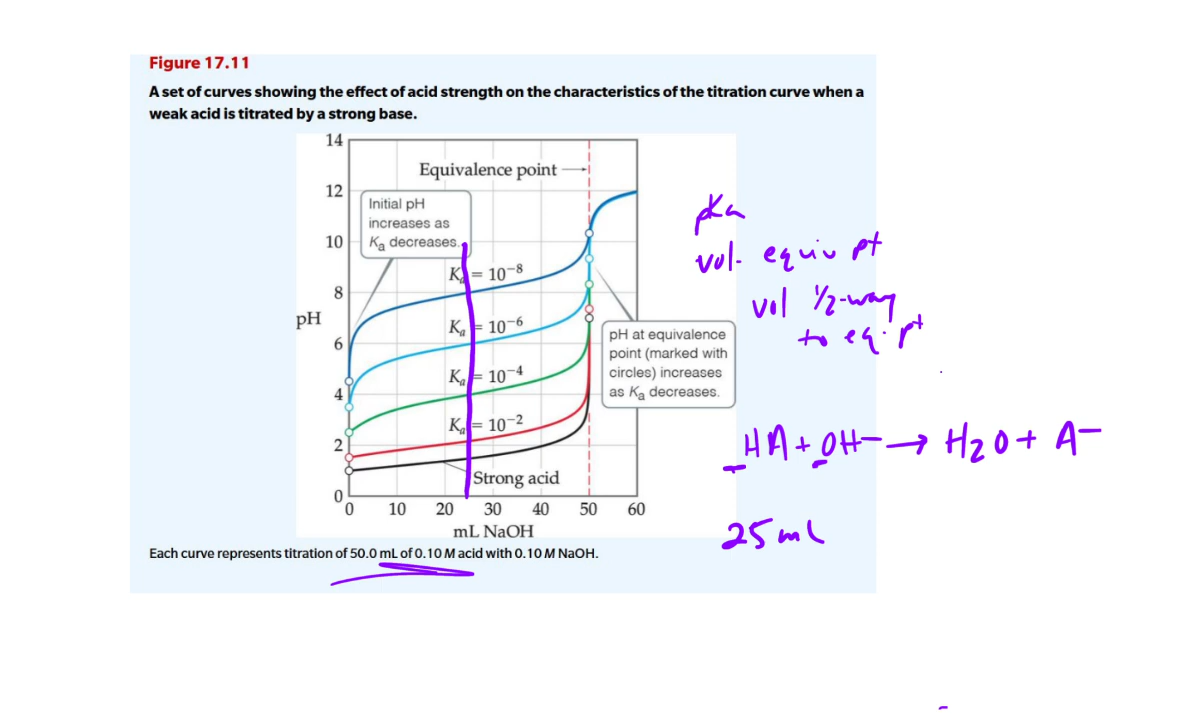 Figure 17.11
A set of curves showing the effect of acid strength on the characteristics of the titration curve when a
weak acid is titrated by a strong base.
14
12
10
8
6
4
2
0
pH
Equivalence point
Initial pH
increases as
Ka decreases.
Ka = 10⁻⁸
Ka = 10⁻⁶
Ka = 10⁻⁴
Ka = 10⁻²
Strong acid
pH at equivalence
point (marked with
circles) increases
as Ka decreases.
0 10 20 30 40 50 60
mL NaOH
Each curve represents titration of 50.0 mL of 0.10 M acid with 0.10 M NaOH.
pKa
vol. equiv pt
vol 1/2-way
to eq. pt
HA + OH⁻ → H₂O + A⁻
25 mL